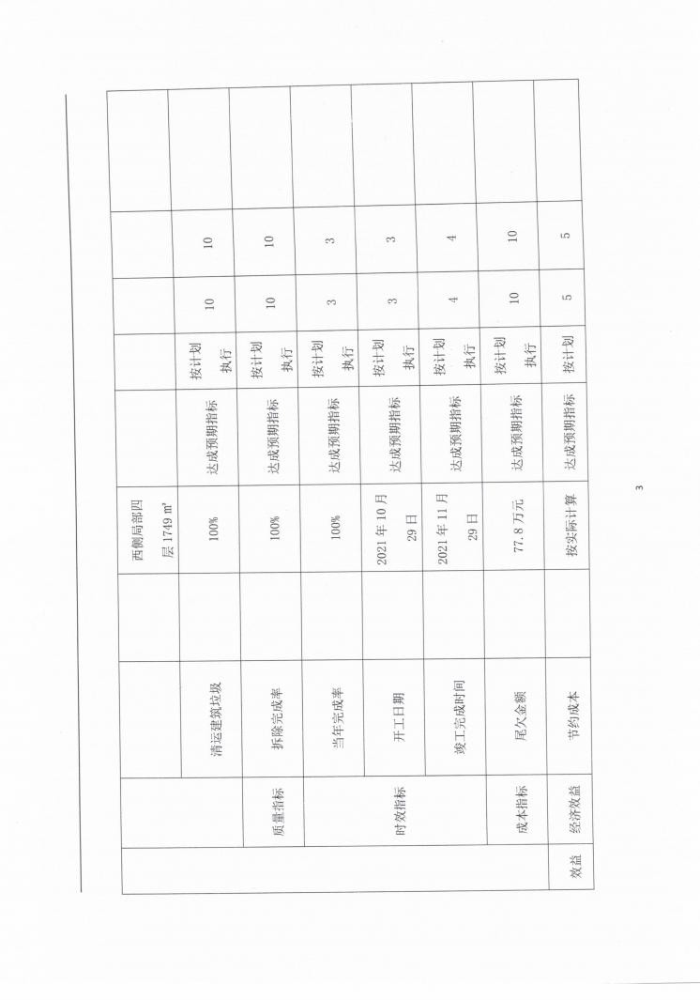 西侧局部四
层 1749 ㎡
清运建筑垃圾
100%
达成预期指标
按计划
执行
10
10
质量指标
拆除完成率
100%
达成预期指标
按计划
执行
10
10
时效指标
当年完成率
100%
达成预期指标
按计划
执行
3
3
开工日期
2021 年 10 月
29 日
达成预期指标
按计划
执行
3
3
竣工完成时间
2021 年 11 月
29 日
达成预期指标
按计划
执行
4
4
成本指标
尾欠金额
77.8 万元
达成预期指标
按计划
执行
10
10
效益
经济效益
节约成本
按实际计算
达成预期指标
按计划
5
5
3